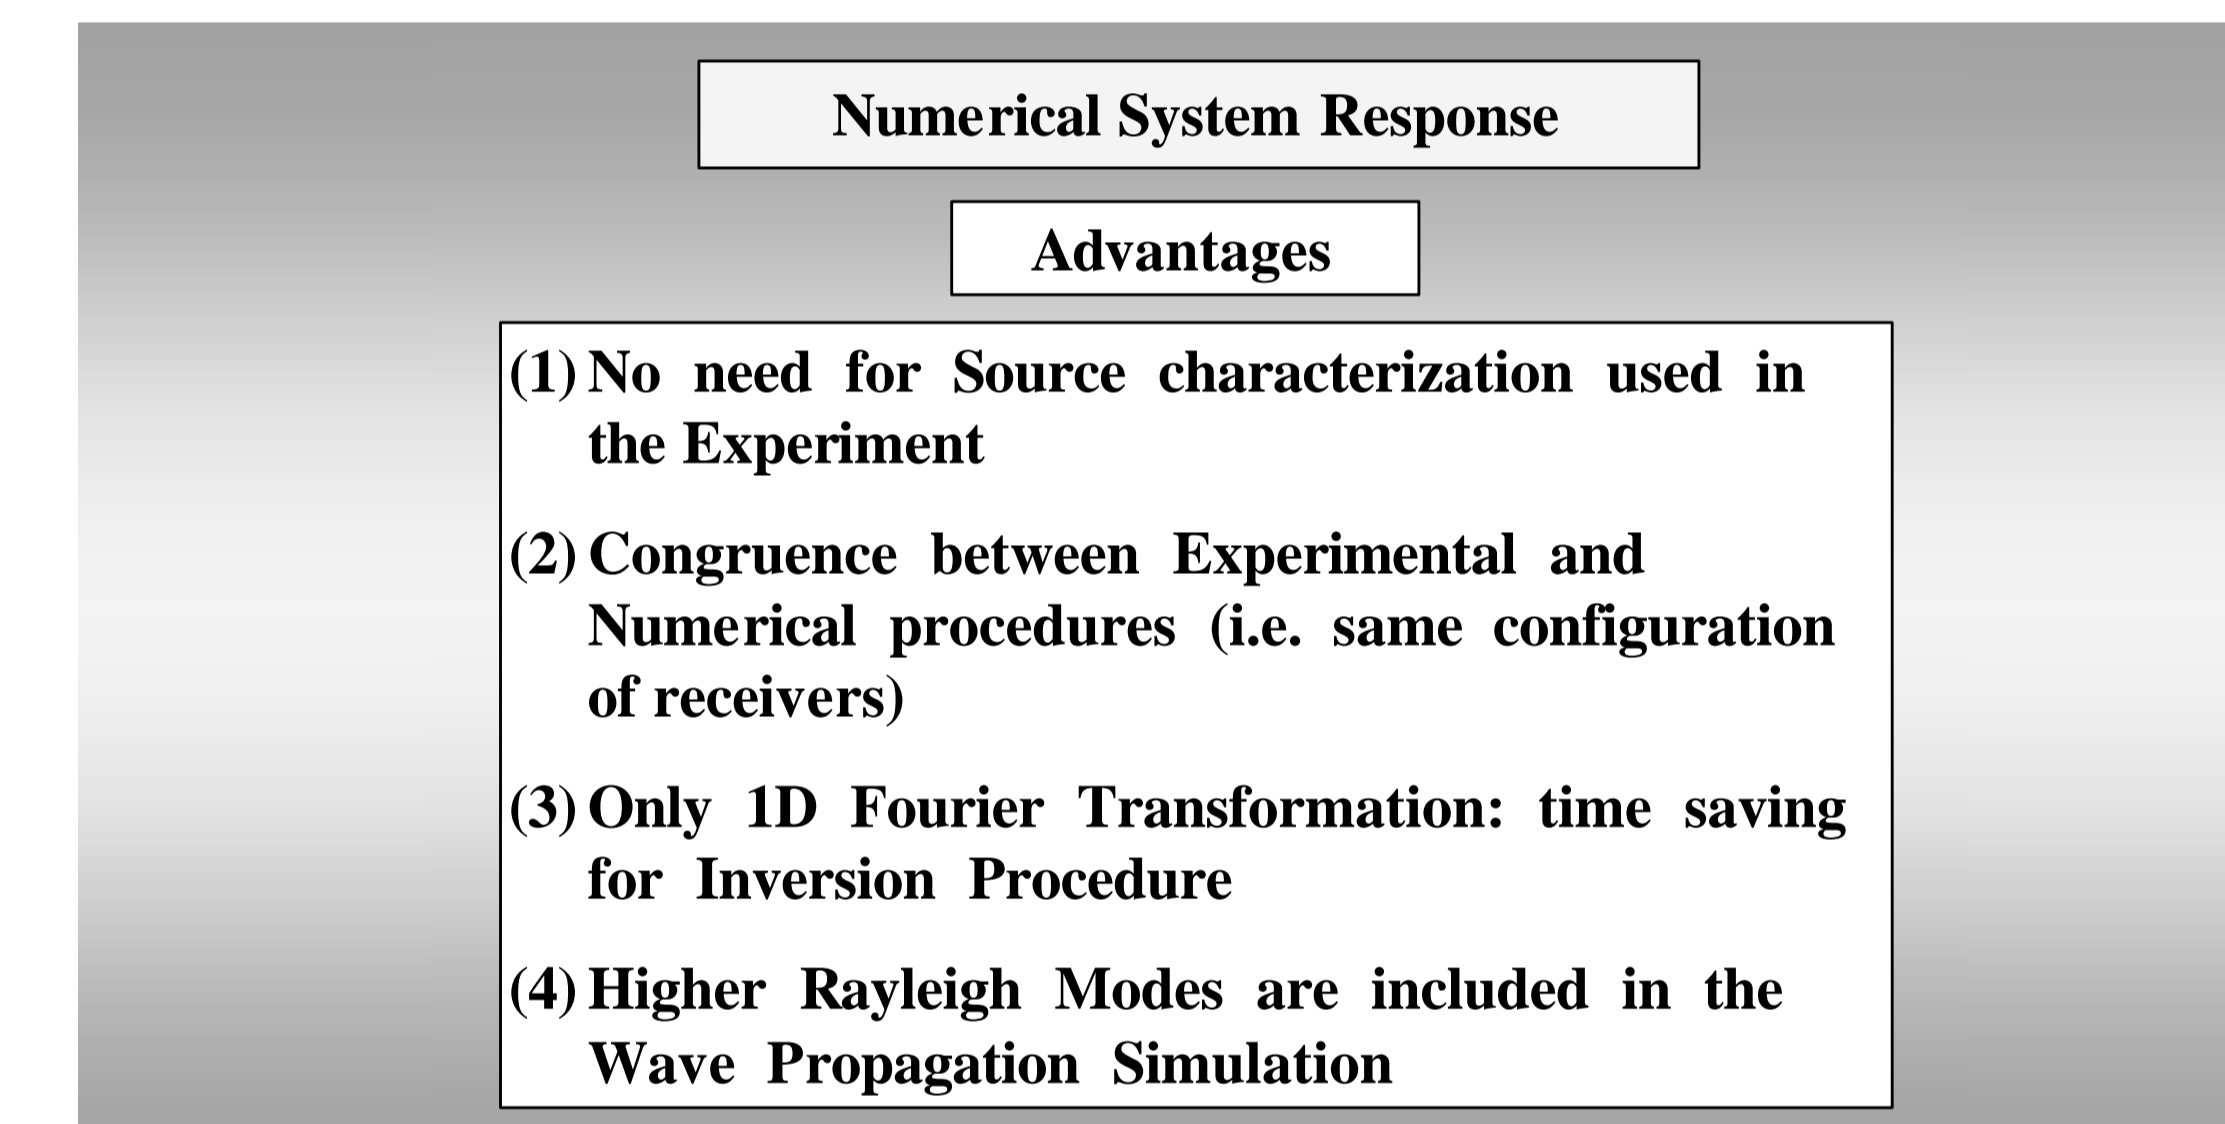 Numerical System Response
Advantages
(1) No need for Source characterization used in
the Experiment
(2) Congruence between Experimental and
Numerical procedures (i.e. same configuration
of receivers)
(3) Only 1D Fourier Transformation: time saving
for Inversion Procedure
(4) Higher Rayleigh Modes are included in the
Wave Propagation Simulation